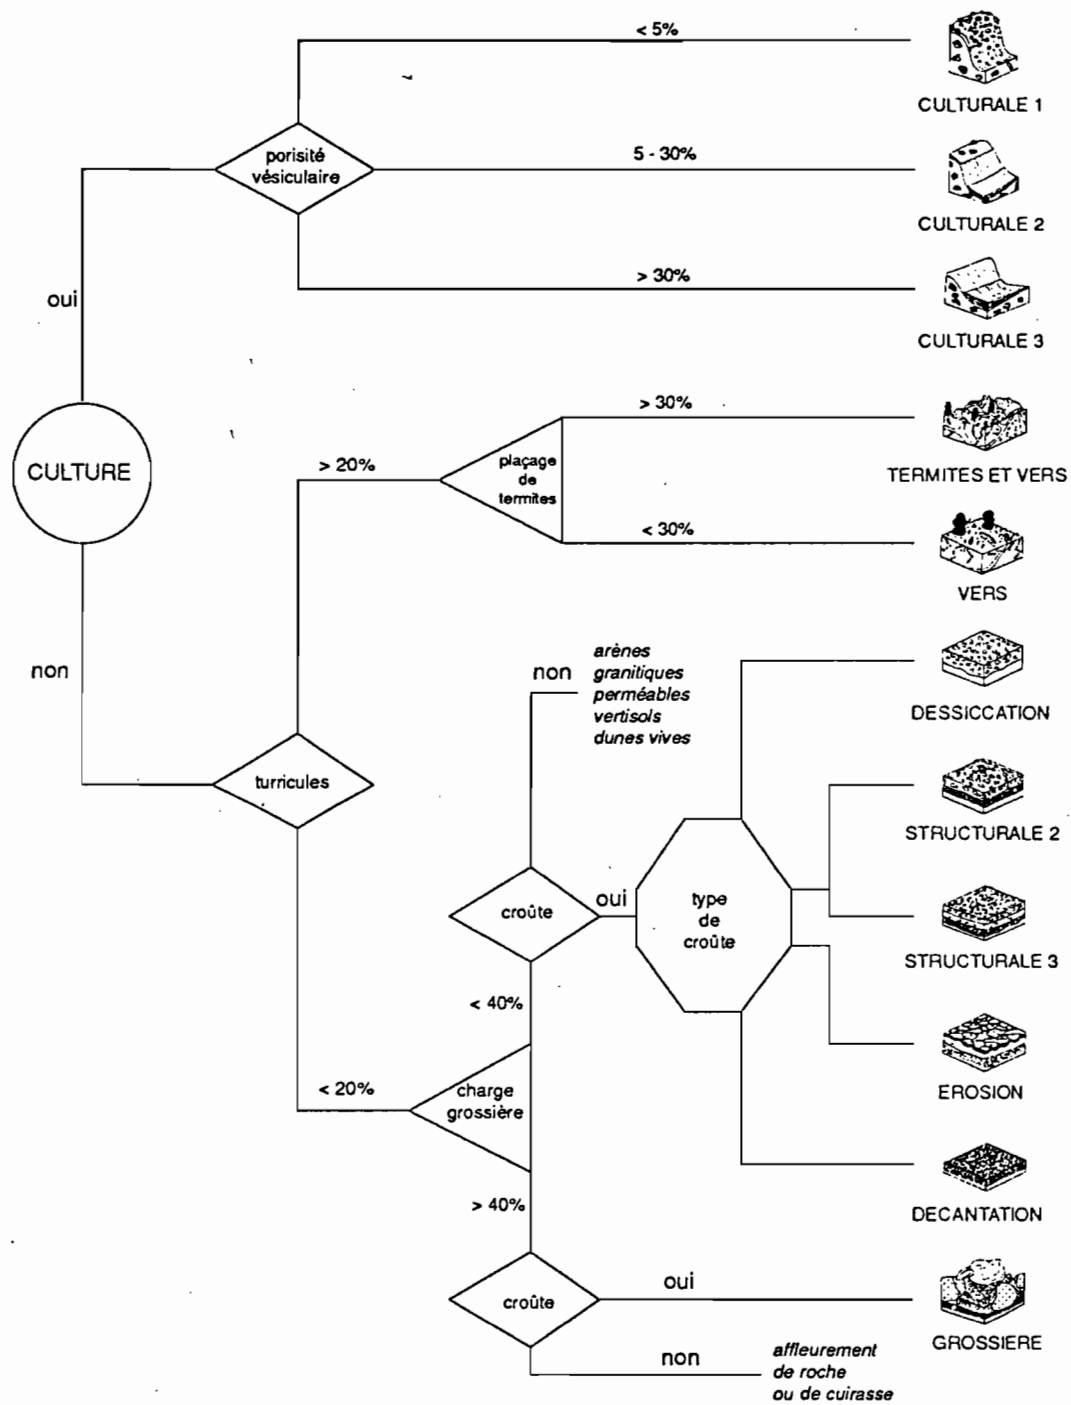 < 5%
CULTURALE 1
porisité
vésiculaire
5 - 30%
CULTURALE 2
oui
> 30%
CULTURALE 3
CULTURE
> 30%
> 20%
plaçage
de
termites
TERMITES ET VERS
< 30%
VERS
non
non
arènes
granitiques
perméables
vertisols
dunes vives
DESSICCATION
turricules
STRUCTURALE 2
croûte
oui
type
de
croûte
STRUCTURALE 3
< 40%
< 20%
charge
grossière
EROSION
> 40%
DECANTATION
croûte
oui
GROSSIERE
non
affleurement
de roche
ou de cuirasse